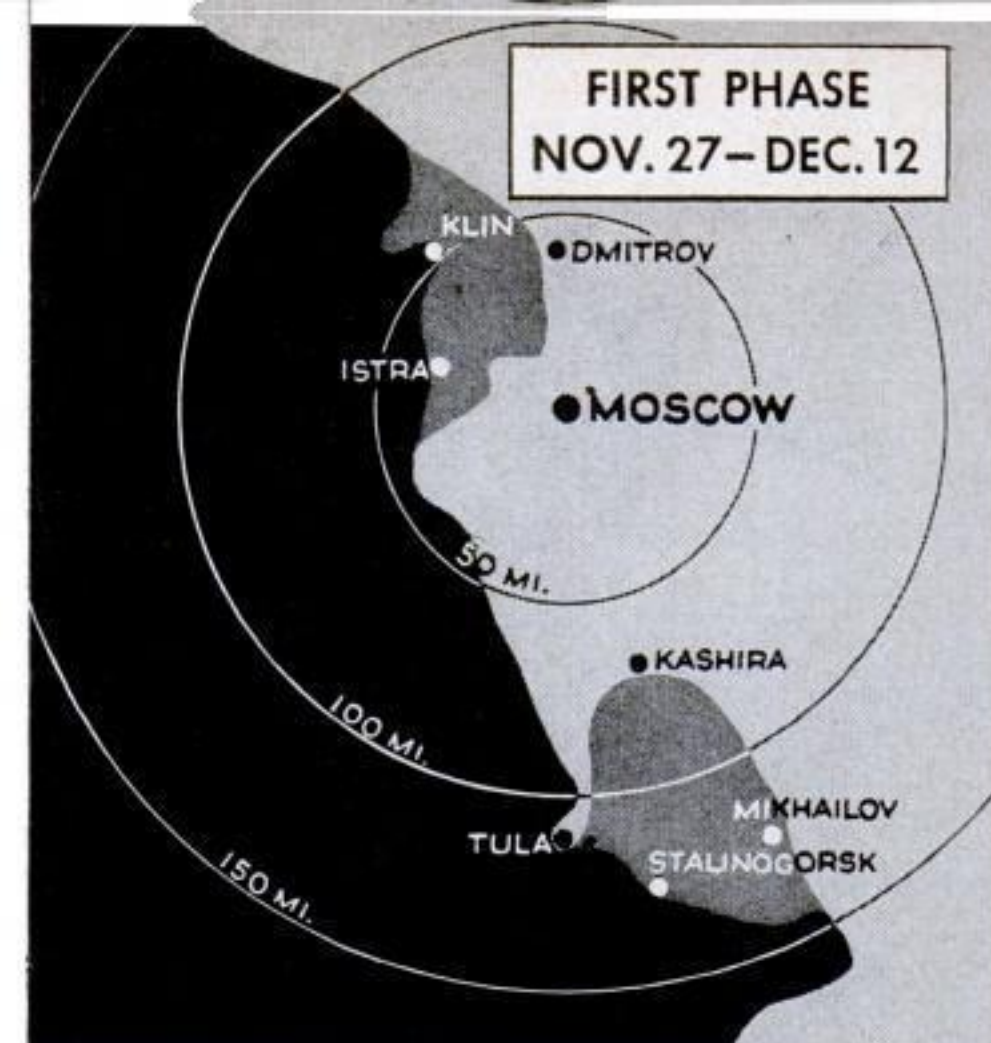 FIRST PHASE
NOV. 27–DEC. 12
KLIN
DMITROV
ISTRA
MOSCOW
50 MI.
KASHIRA
100 MI.
MIKHAILOV
TULA
STALINOGORSK
150 MI.